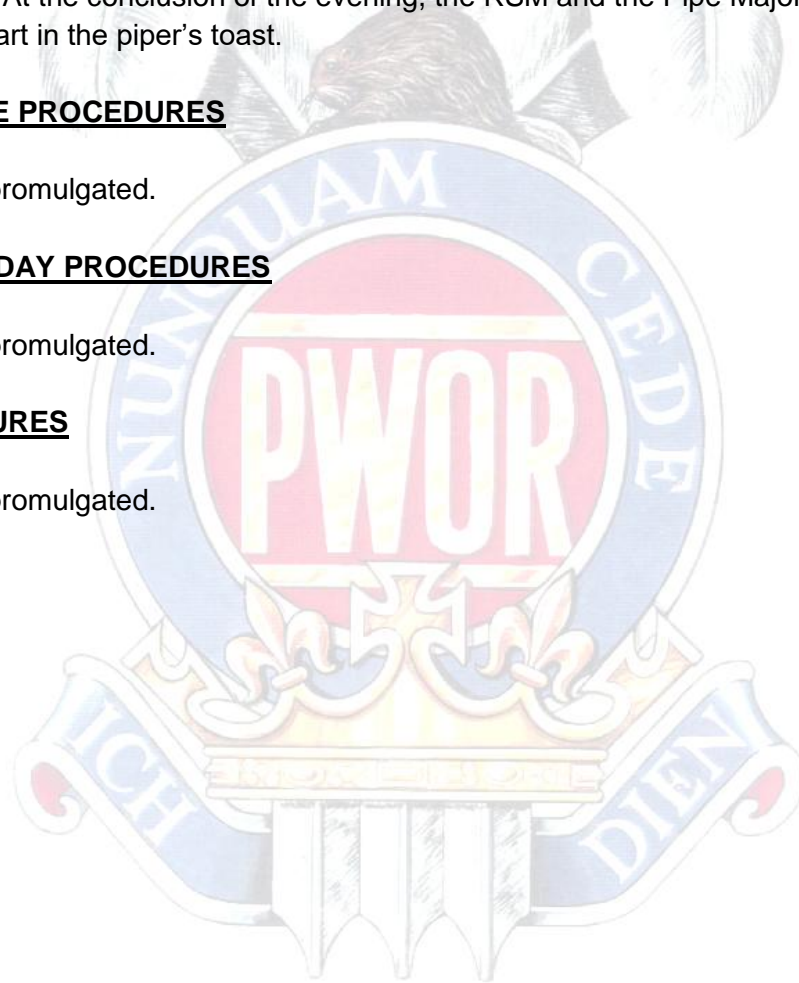 At the conclusion of the evening, the RSM and the Pipe Major
art in the piper’s toast.
E PROCEDURES
promulgated.
DAY PROCEDURES
promulgated.
URES
promulgated.
NUNQUAM CEDE
PWOR
ICH DIEN